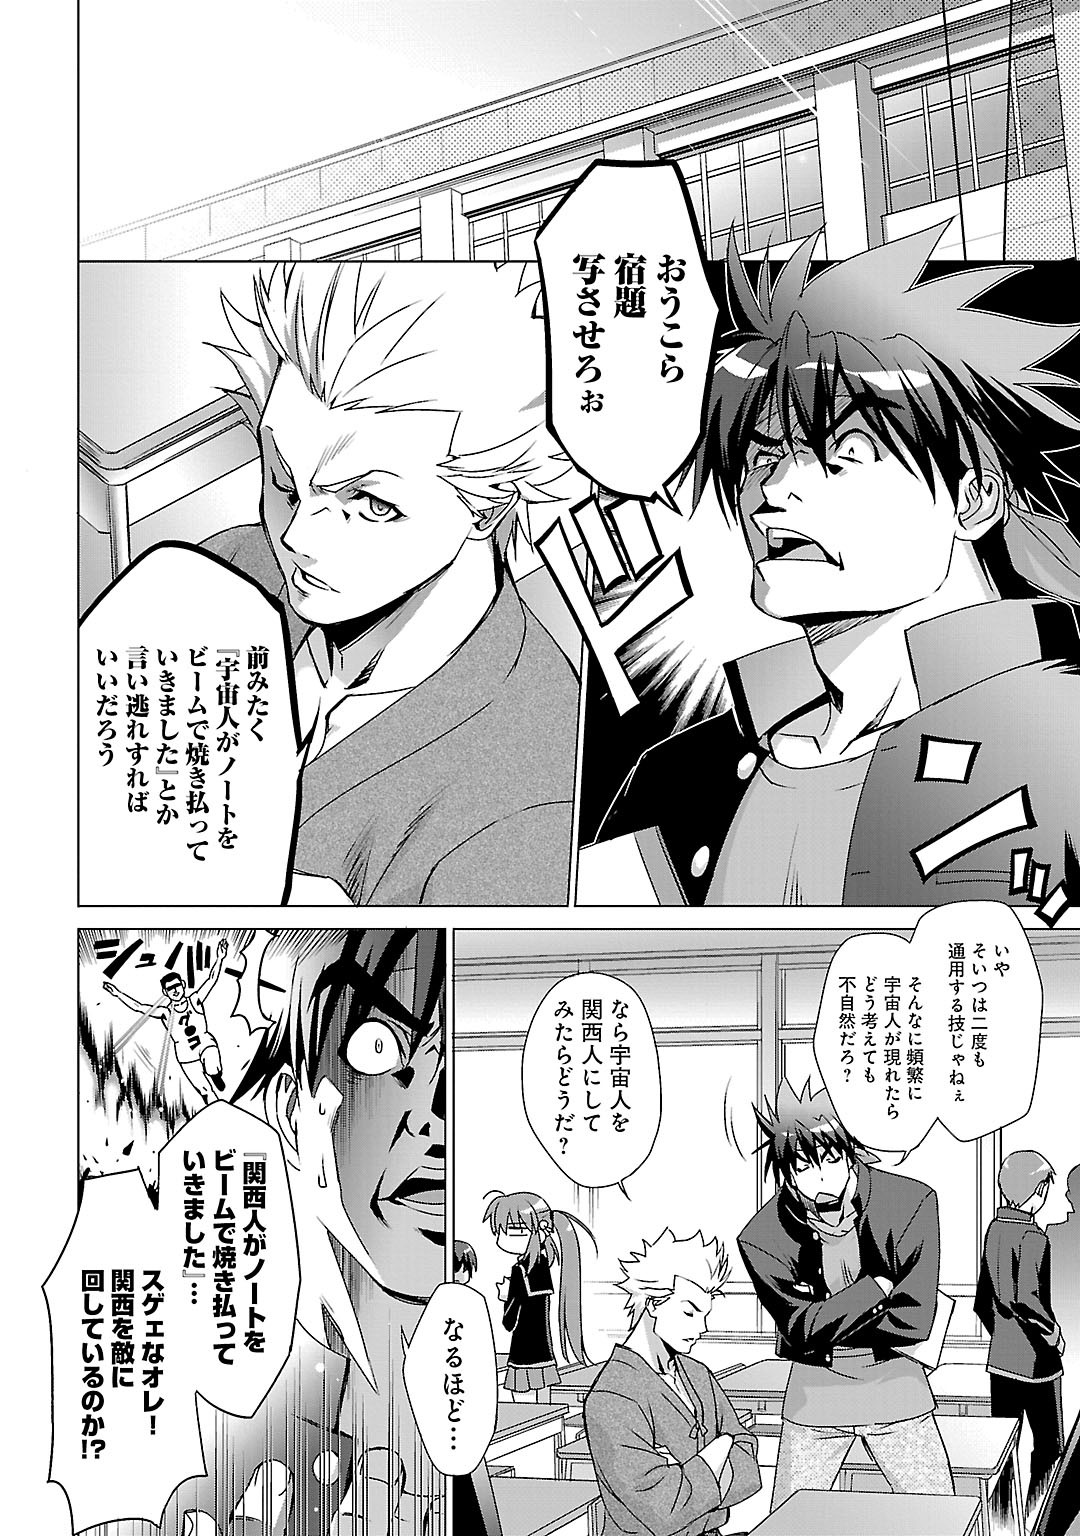 おうこら
宿題
写させろぉ
ドドン
前みたく
『宇宙人がノートを
ビームで焼き払って
いきました』とか
言い逃れすれば
いいだろう
いや
そいつは二度も
通用する技じゃねぇ
そんなに頻繁に
宇宙人が現れたら
どう考えても
不自然だろ？
なら宇宙人を
関西人にして
みたらどうだ？
なるほど…
『関西人がノートを
ビームで焼き払って
いきました』…
スゲェなオレ！
関西を敵に
回しているのか!?